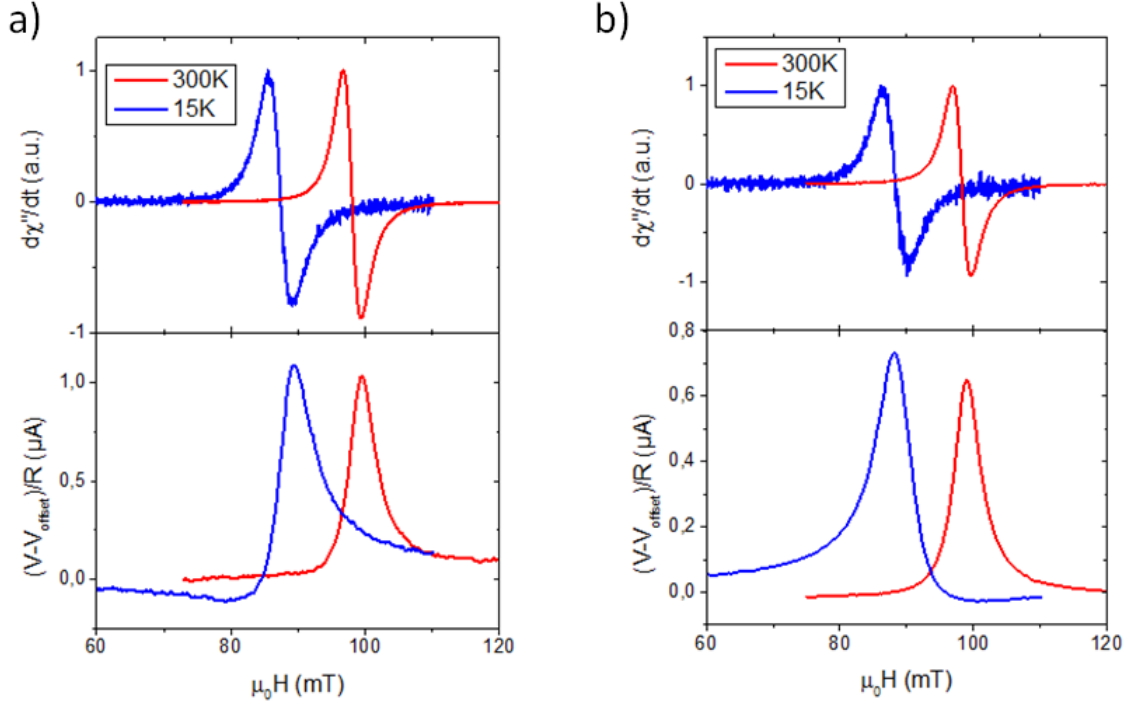 a)
300K
15K
1
0
-1
dχ''/dt (a.u.)
1,0
0,5
0,0
(V-Voffset)/R (µA)
60
80
100
120
µ0H (mT)
b)
300K
15K
1
0
-1
dχ''/dt (a.u.)
0,8
0,6
0,4
0,2
0,0
(V-Voffset)/R (µA)
60
80
100
120
µ0H (mT)